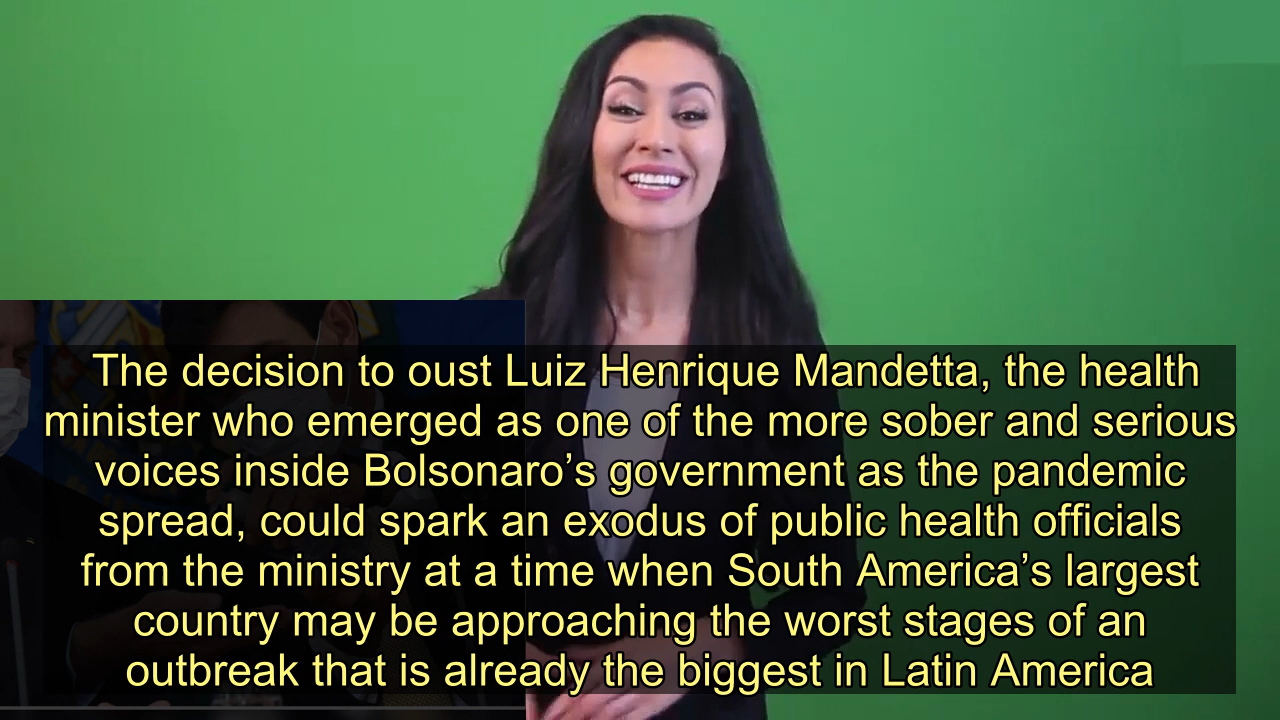 The decision to oust Luiz Henrique Mandetta, the health
minister who emerged as one of the more sober and serious
voices inside Bolsonaro’s government as the pandemic
spread, could spark an exodus of public health officials
from the ministry at a time when South America’s largest
country may be approaching the worst stages of an
outbreak that is already the biggest in Latin America